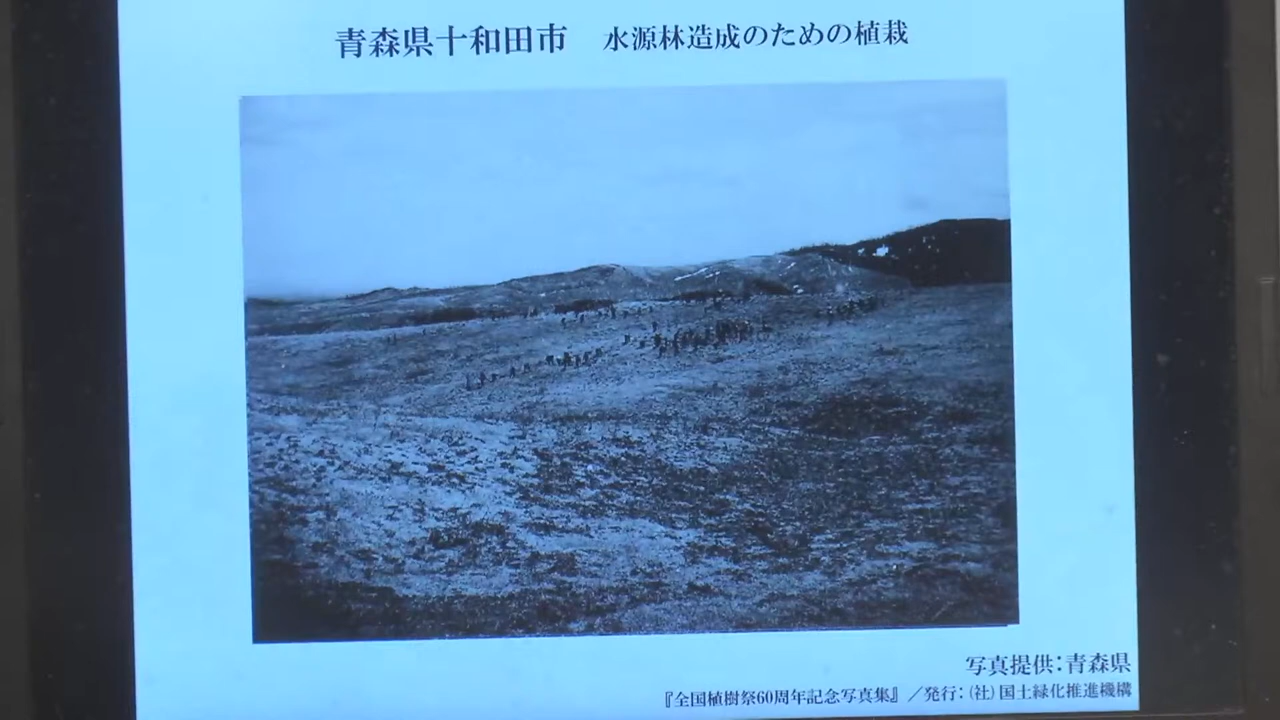 青森県十和田市　水源林造成のための植栽
写真提供：青森県
『全国植樹祭60周年記念写真集』／発行：(社)国土緑化推進機構